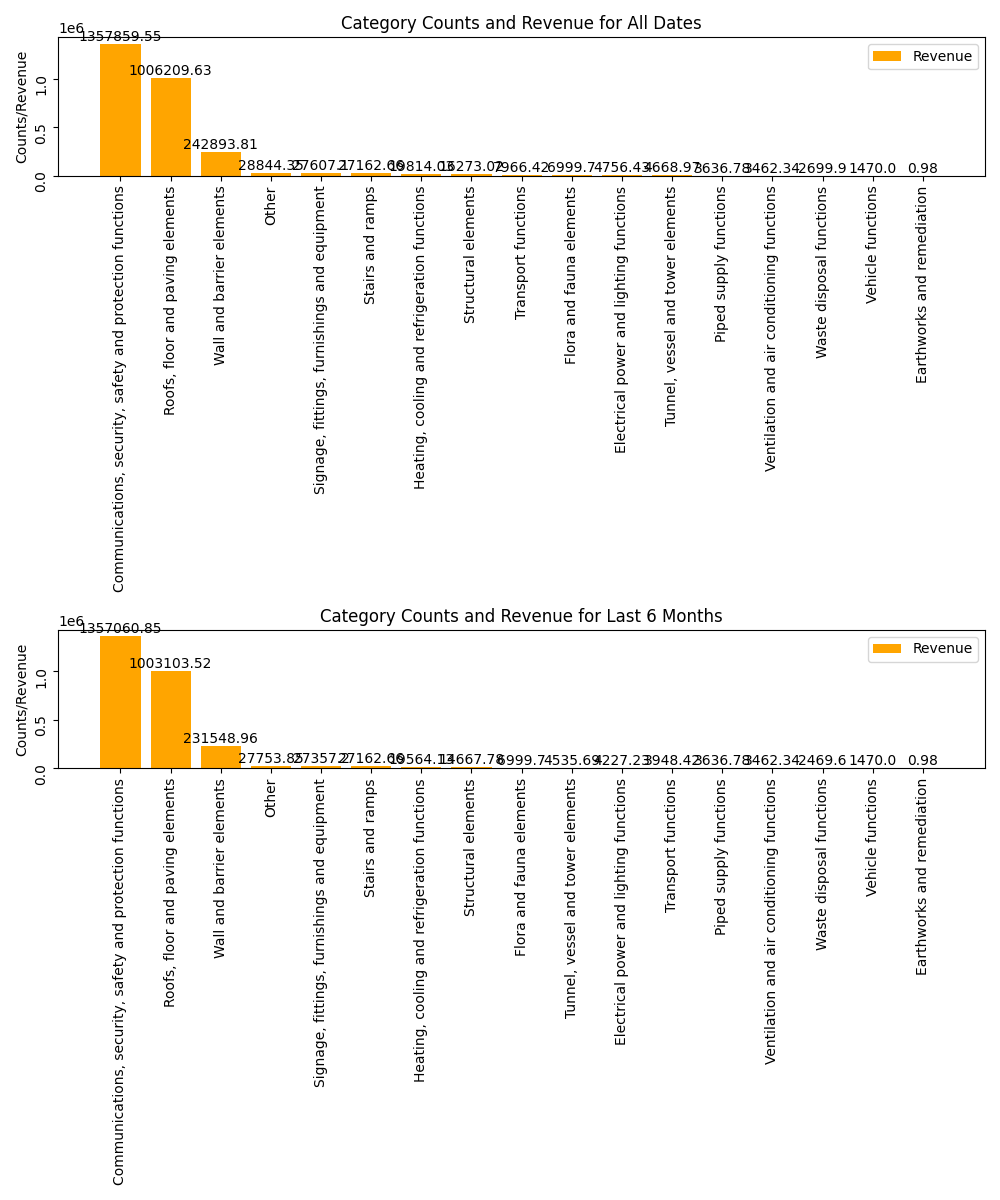 Category Counts and Revenue for All Dates
1e6
Counts/Revenue
1.0
0.5
0.0
Revenue
1357859.55
1006209.63
242893.81
28844.35
27607.1
27162.66
19814.03
16273.02
7966.42
6999.7
4756.43
4668.97
3636.78
3462.34
2699.9
1470.0
0.98
Communications, security, safety and protection functions
Roofs, floor and paving elements
Wall and barrier elements
Other
Signage, fittings, furnishings and equipment
Stairs and ramps
Heating, cooling and refrigeration functions
Structural elements
Transport functions
Flora and fauna elements
Electrical power and lighting functions
Tunnel, vessel and tower elements
Piped supply functions
Ventilation and air conditioning functions
Waste disposal functions
Vehicle functions
Earthworks and remediation
Category Counts and Revenue for Last 6 Months
1e6
Counts/Revenue
1.0
0.5
0.0
Revenue
1357060.85
1003103.52
231548.96
27753.85
27357.2
27162.66
14667.78
6999.7
4535.69
4227.23
3948.42
3636.78
3462.34
2469.6
1470.0
0.98
Communications, security, safety and protection functions
Roofs, floor and paving elements
Wall and barrier elements
Other
Signage, fittings, furnishings and equipment
Stairs and ramps
Heating, cooling and refrigeration functions
Structural elements
Flora and fauna elements
Tunnel, vessel and tower elements
Electrical power and lighting functions
Transport functions
Piped supply functions
Ventilation and air conditioning functions
Waste disposal functions
Vehicle functions
Earthworks and remediation